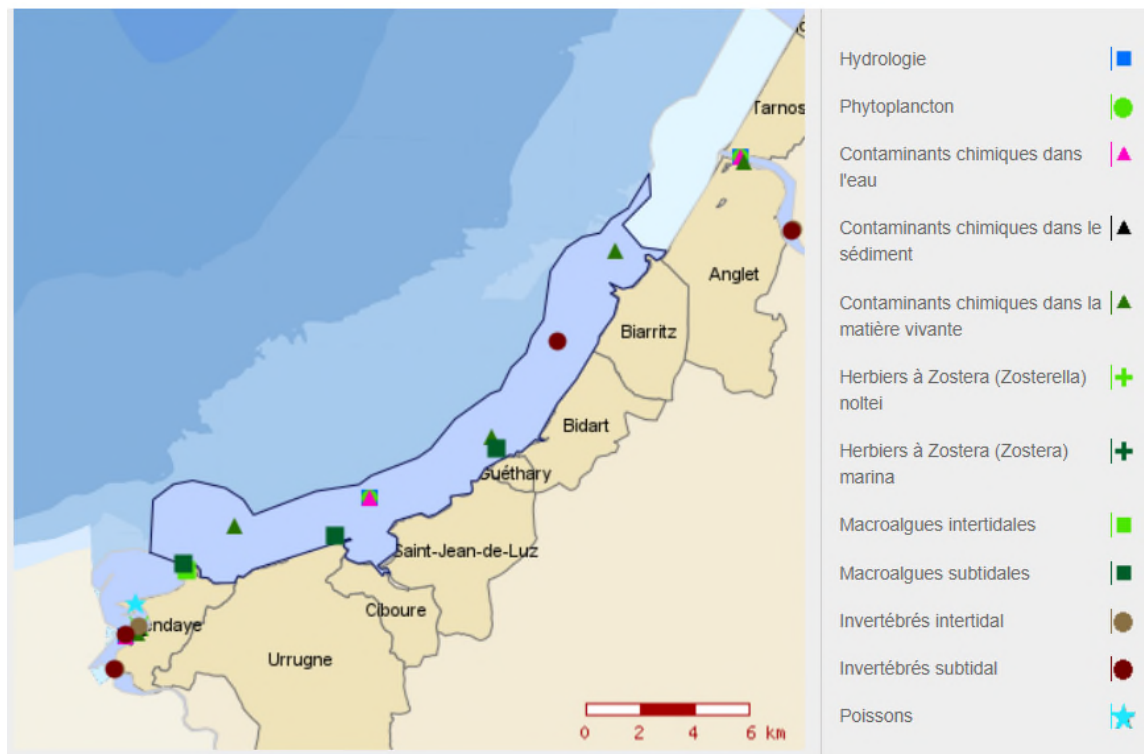 Tarnos
Anglet
Biarritz
Bidart
Guéthary
Saint-Jean-de-Luz
Ciboure
endaye
Urrugne
0 2 4 6 km
Hydrologie
Phytoplancton
Contaminants chimiques dans
l'eau
Contaminants chimiques dans le
sédiment
Contaminants chimiques dans la
matière vivante
Herbiers à Zostera (Zosterella)
noltei
Herbiers à Zostera (Zostera)
marina
Macroalgues intertidales
Macroalgues subtidales
Invertébrés intertidal
Invertébrés subtidal
Poissons